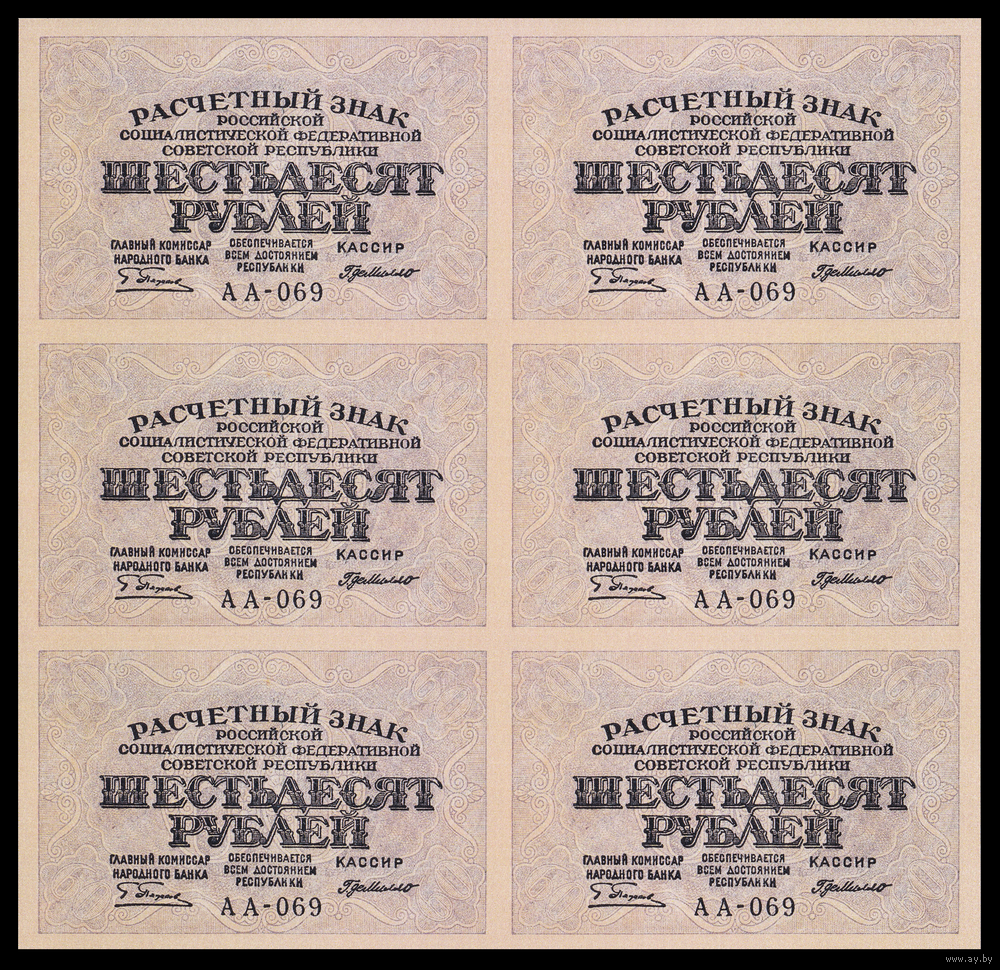 РАСЧЕТНЫЙ ЗНАК
РОССИЙСКОЙ
СОЦИАЛИСТИЧЕСКОЙ ФЕДЕРАТИВНОЙ
СОВЕТСКОЙ РЕСПУБЛИКИ
ШЕСТЬДЕСЯТ
РУБЛЕЙ
ГЛАВНЫЙ КОМИССАР
НАРОДНОГО БАНКА
ОБЕСПЕЧИВАЕТСЯ
ВСЕМ ДОСТОЯНИЕМ
РЕСПУБЛИКИ
КАССИР
АА-069
РАСЧЕТНЫЙ ЗНАК
РОССИЙСКОЙ
СОЦИАЛИСТИЧЕСКОЙ ФЕДЕРАТИВНОЙ
СОВЕТСКОЙ РЕСПУБЛИКИ
ШЕСТЬДЕСЯТ
РУБЛЕЙ
ГЛАВНЫЙ КОМИССАР
НАРОДНОГО БАНКА
ОБЕСПЕЧИВАЕТСЯ
ВСЕМ ДОСТОЯНИЕМ
РЕСПУБЛИКИ
КАССИР
АА-069
РАСЧЕТНЫЙ ЗНАК
РОССИЙСКОЙ
СОЦИАЛИСТИЧЕСКОЙ ФЕДЕРАТИВНОЙ
СОВЕТСКОЙ РЕСПУБЛИКИ
ШЕСТЬДЕСЯТ
РУБЛЕЙ
ГЛАВНЫЙ КОМИССАР
НАРОДНОГО БАНКА
ОБЕСПЕЧИВАЕТСЯ
ВСЕМ ДОСТОЯНИЕМ
РЕСПУБЛИКИ
КАССИР
АА-069
РАСЧЕТНЫЙ ЗНАК
РОССИЙСКОЙ
СОЦИАЛИСТИЧЕСКОЙ ФЕДЕРАТИВНОЙ
СОВЕТСКОЙ РЕСПУБЛИКИ
ШЕСТЬДЕСЯТ
РУБЛЕЙ
ГЛАВНЫЙ КОМИССАР
НАРОДНОГО БАНКА
ОБЕСПЕЧИВАЕТСЯ
ВСЕМ ДОСТОЯНИЕМ
РЕСПУБЛИКИ
КАССИР
АА-069
РАСЧЕТНЫЙ ЗНАК
РОССИЙСКОЙ
СОЦИАЛИСТИЧЕСКОЙ ФЕДЕРАТИВНОЙ
СОВЕТСКОЙ РЕСПУБЛИКИ
ШЕСТЬДЕСЯТ
РУБЛЕЙ
ГЛАВНЫЙ КОМИССАР
НАРОДНОГО БАНКА
ОБЕСПЕЧИВАЕТСЯ
ВСЕМ ДОСТОЯНИЕМ
РЕСПУБЛИКИ
КАССИР
АА-069
РАСЧЕТНЫЙ ЗНАК
РОССИЙСКОЙ
СОЦИАЛИСТИЧЕСКОЙ ФЕДЕРАТИВНОЙ
СОВЕТСКОЙ РЕСПУБЛИКИ
ШЕСТЬДЕСЯТ
РУБЛЕЙ
ГЛАВНЫЙ КОМИССАР
НАРОДНОГО БАНКА
ОБЕСПЕЧИВАЕТСЯ
ВСЕМ ДОСТОЯНИЕМ
РЕСПУБЛИКИ
КАССИР
АА-069
www.ay.by